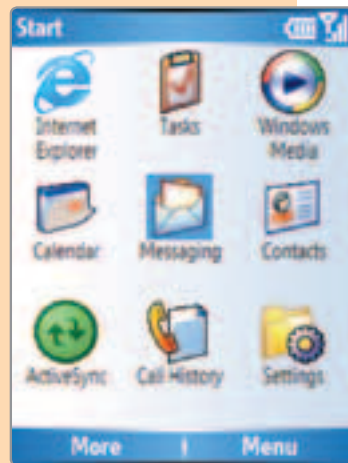 Start
Internet Tasks Windows
Explorer Media
Calendar Messaging Contacts
ActiveSync Call History Settings
More Menu